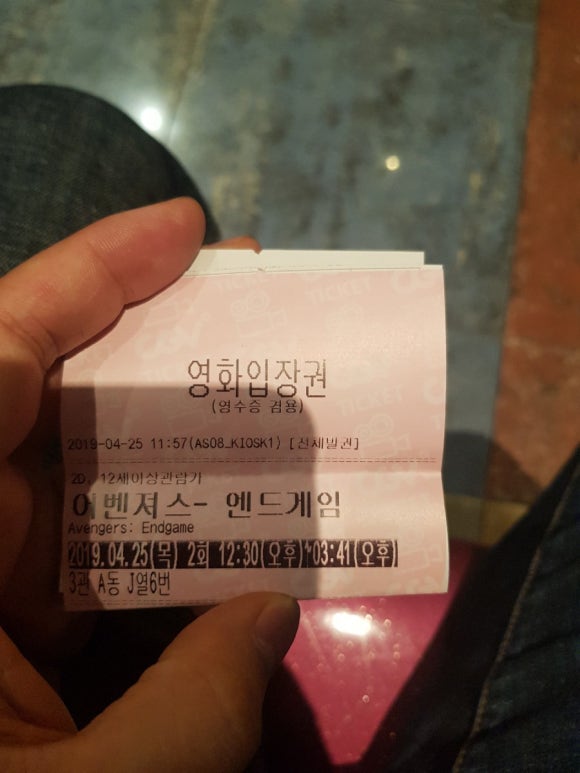 TICKET
CGV
영화입장권
(영수증 겸용)
2019-04-25 11:57(AS08_KIOSK1) [전체발권]
2D, 12세이상관람가
어벤져스- 엔드게임
Avengers: Endgame
2019.04.25(목) 2회 12:30(오후)~03:41(오후)
3관 A동 J열6번